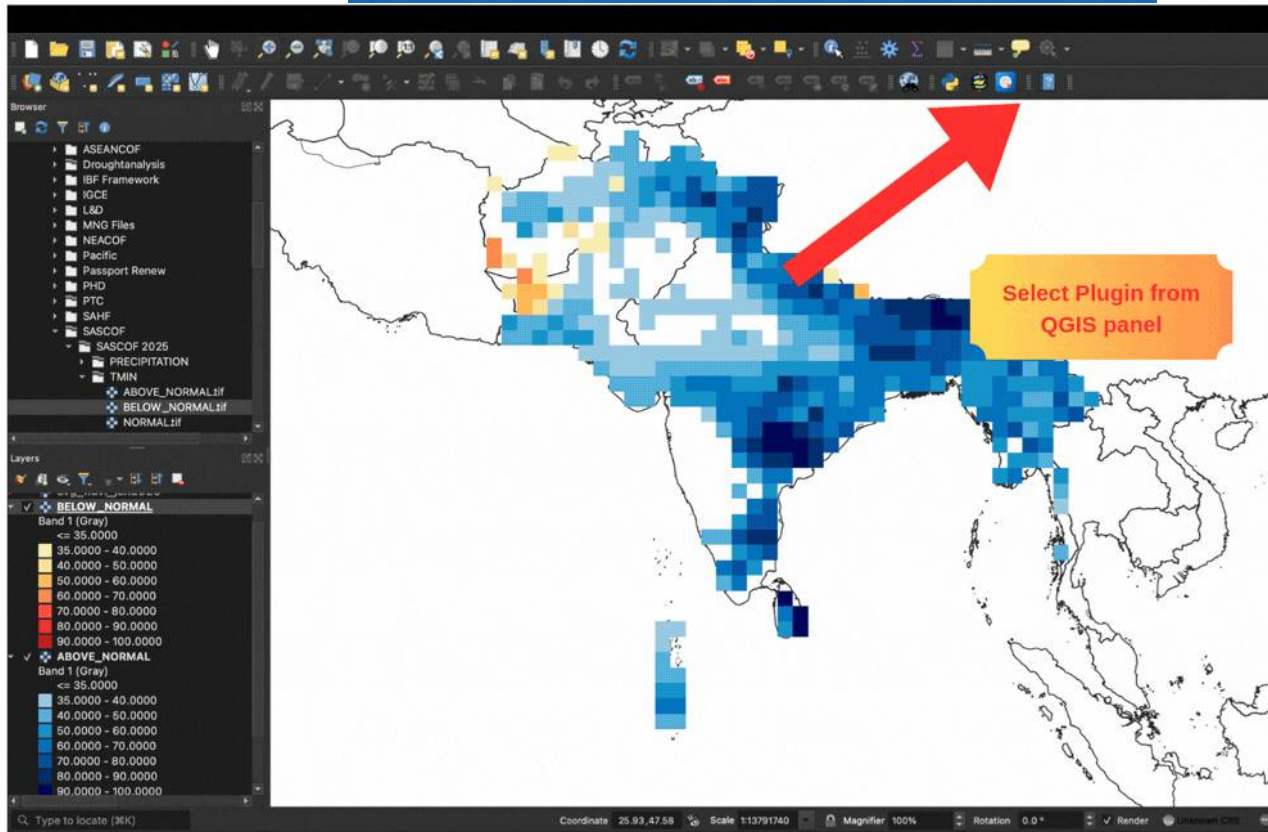 Browser
ASEANCOF
Droughtanalysis
IBF Framework
IGCE
L&D
MNG Files
NEACOF
Pacific
Passport Renew
PHD
PTC
SAHF
SASCOF
SASCOF 2025
PRECIPITATION
TMIN
ABOVE_NORMAL.tif
BELOW_NORMAL.tif
NORMAL.tif
Layers
BELOW_NORMAL
Band 1 (Gray)
<= 35.0000
35.0000 - 40.0000
40.0000 - 50.0000
50.0000 - 60.0000
60.0000 - 70.0000
70.0000 - 80.0000
80.0000 - 90.0000
90.0000 - 100.0000
ABOVE_NORMAL
Band 1 (Gray)
<= 35.0000
35.0000 - 40.0000
40.0000 - 50.0000
50.0000 - 60.0000
60.0000 - 70.0000
70.0000 - 80.0000
80.0000 - 90.0000
90.0000 - 100.0000
Select Plugin from
QGIS panel
Type to locate (⌘K)
Coordinate 25.93,47.58 Scale 1:13791740 Magnifier 100% Rotation 0.0 ° Render Unknown CRS